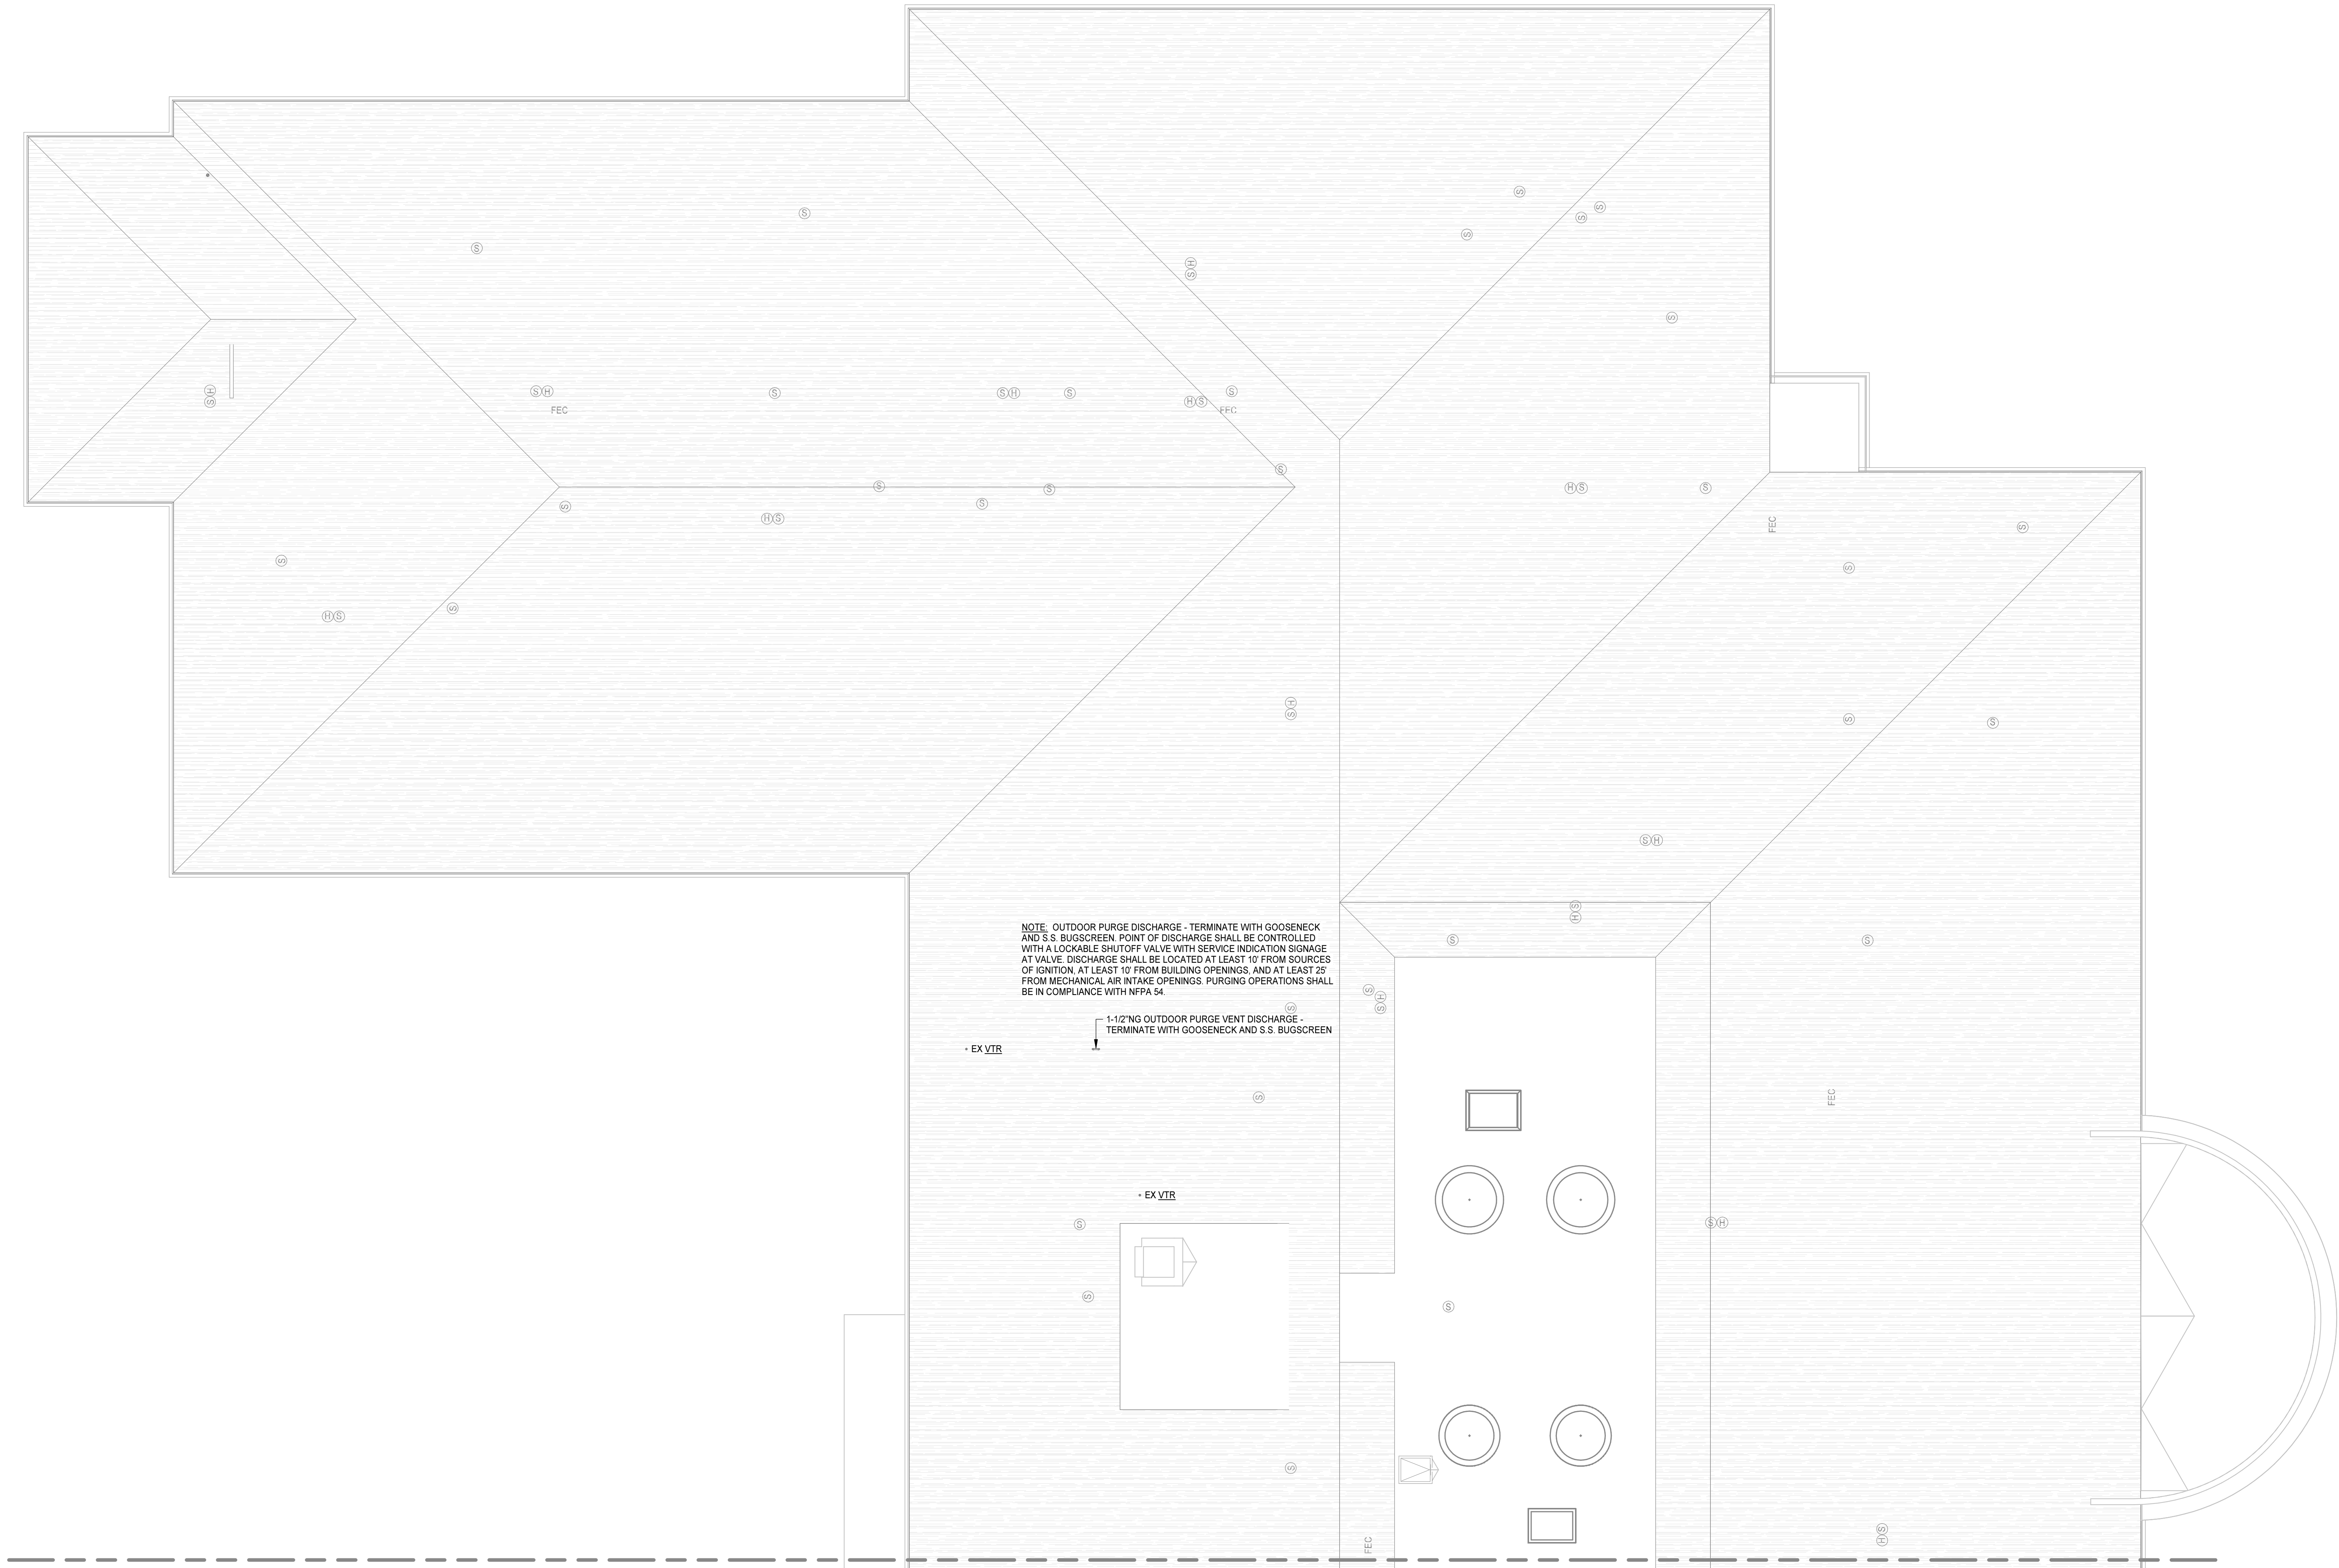 S
S
S
S
S
S
H
S
S
H
S
S H
S
S H
S
H S
S
FEC
FEC
S
S
S
H S
S
S
S
H S
FEC
S
S
S
S
H S
H
S
S
S
S H
S
H
NOTE: OUTDOOR PURGE DISCHARGE - TERMINATE WITH GOOSENECK
AND S.S. BUGSCREEN. POINT OF DISCHARGE SHALL BE CONTROLLED
WITH A LOCKABLE SHUTOFF VALVE WITH SERVICE INDICATION SIGNAGE
AT VALVE. DISCHARGE SHALL BE LOCATED AT LEAST 10' FROM SOURCES
OF IGNITION, AT LEAST 10' FROM BUILDING OPENINGS, AND AT LEAST 25'
FROM MECHANICAL AIR INTAKE OPENINGS. PURGING OPERATIONS SHALL
BE IN COMPLIANCE WITH NFPA 54.
S
S
S
H
S
S
1-1/2"NG OUTDOOR PURGE VENT DISCHARGE -
TERMINATE WITH GOOSENECK AND S.S. BUGSCREEN
EX VTR
S
FEC
EX VTR
S H
S
S
S
S
S
H
FEC